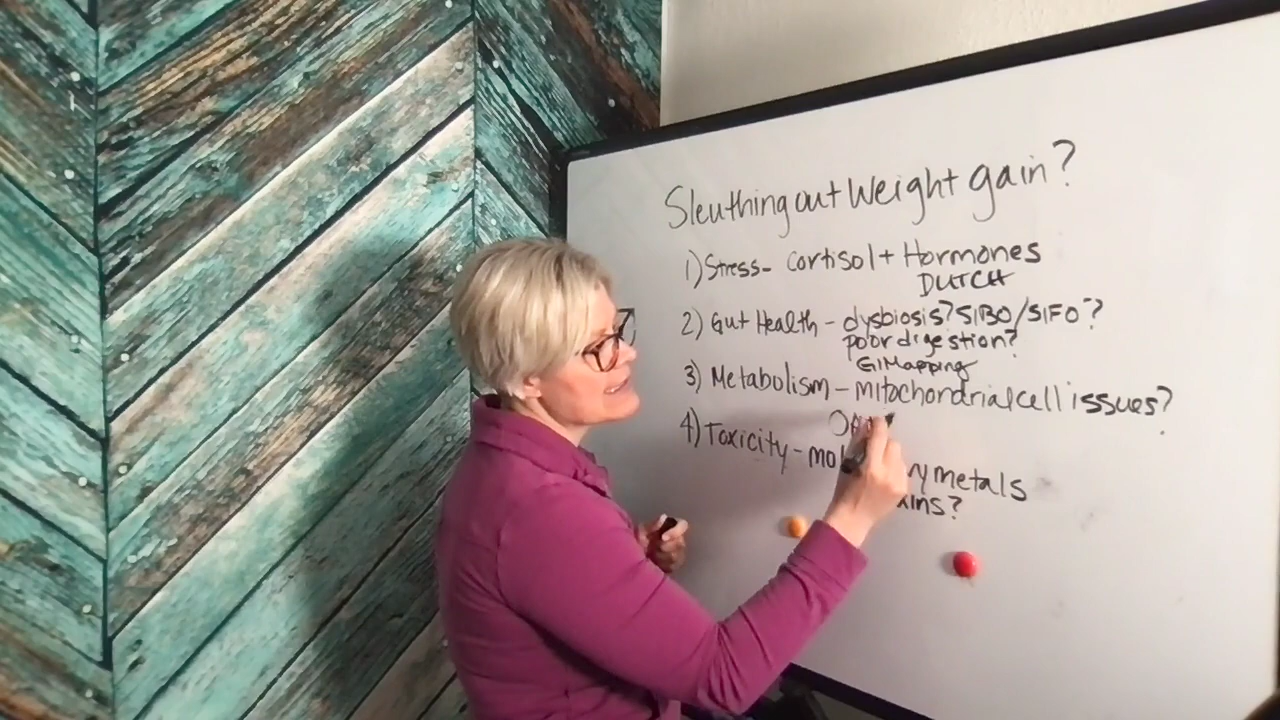 Sleuthing out Weight gain?
1) Stress- Cortisol + Hormones
DUTCH
2) Gut Health - dysbiosis? SIBO/SIFO?
poor digestion?
GI Mapping
3) Metabolism - mitochondrial cell issues?
4) Toxicity - metals